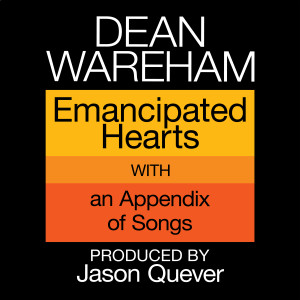 DEAN
WAREHAM
Emancipated
Hearts
WITH
an Appendix
of Songs
PRODUCED BY
Jason Quever